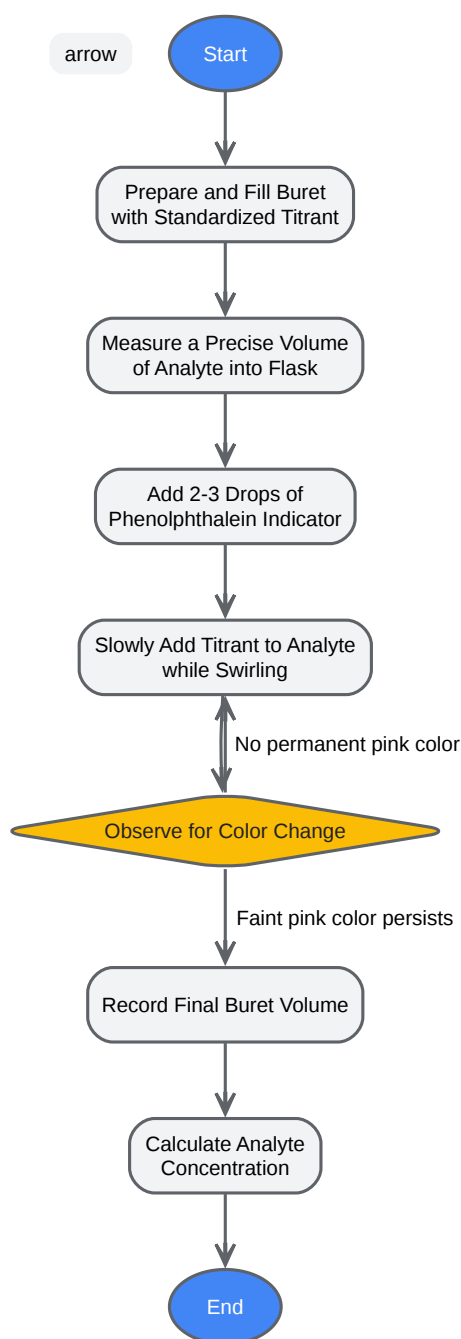 arrow
Start
Prepare and Fill Buret
with Standardized Titrant
Measure a Precise Volume
of Analyte into Flask
Add 2-3 Drops of
Phenolphthalein Indicator
Slowly Add Titrant to Analyte
while Swirling
No permanent pink color
Observe for Color Change
Faint pink color persists
Record Final Buret Volume
Calculate Analyte
Concentration
End